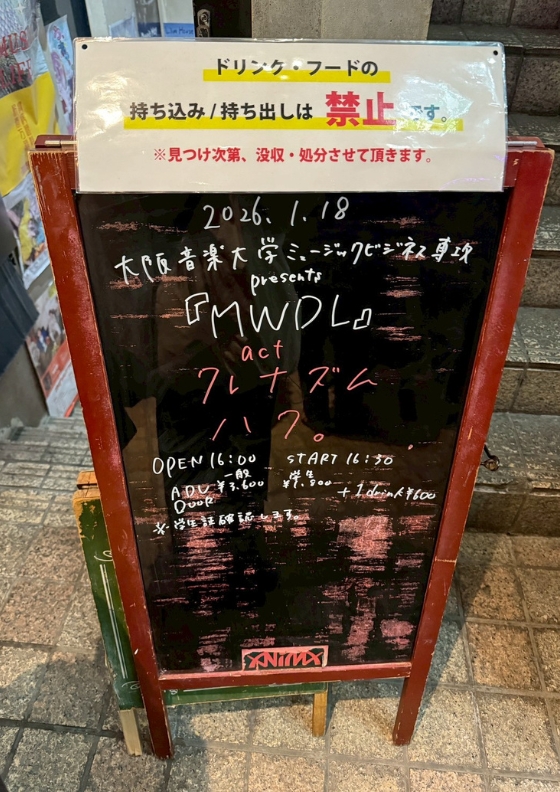 ドリンク・フードの
持ち込み/持ち出しは 禁止 です。
※見つけ次第、没収・処分させて頂きます。
2026.1.18
大阪音楽大学ミュージックビジネス専攻
presents
『MWDL』
act
クレナズム
ハク。
OPEN 16:00 START 16:30
一般 学生
ADV ¥3.600 + 1drink ¥600
DOOR
※学生証確認します。
ANIMA